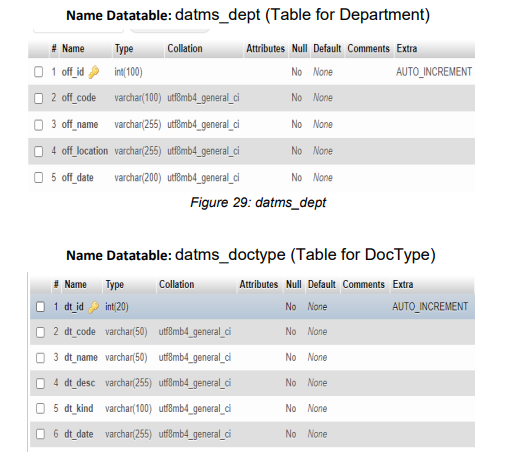 Name Datatable: datms_dept (Table for Department)
# Name Type Collation Attributes Null Default Comments Extra
1 off_id int(100) No None AUTO_INCREMENT
2 off_code varchar(100) utf8mb4_general_ci No None
3 off_name varchar(255) utf8mb4_general_ci No None
4 off_location varchar(255) utf8mb4_general_ci No None
5 off_date varchar(200) utf8mb4_general_ci No None
Figure 29: datms_dept
Name Datatable: datms_doctype (Table for DocType)
# Name Type Collation Attributes Null Default Comments Extra
1 dt_id int(20) No None AUTO_INCREMENT
2 dt_code varchar(50) utf8mb4_general_ci No None
3 dt_name varchar(50) utf8mb4_general_ci No None
4 dt_desc varchar(255) utf8mb4_general_ci No None
5 dt_kind varchar(100) utf8mb4_general_ci No None
6 dt_date varchar(255) utf8mb4_general_ci No None